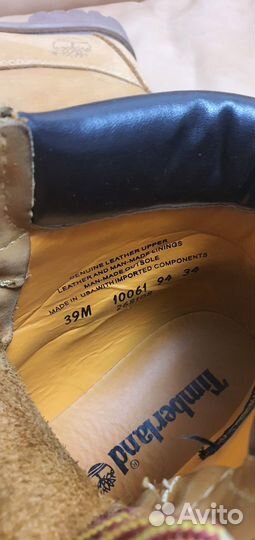 GENUINE LEATHER UPPER
LEATHER AND MAN-MADE LININGS
MAN-MADE OUTSOLE
MADE IN USA WITH IMPORTED COMPONENTS
39M 10061 94 34
Timberland®
Avito